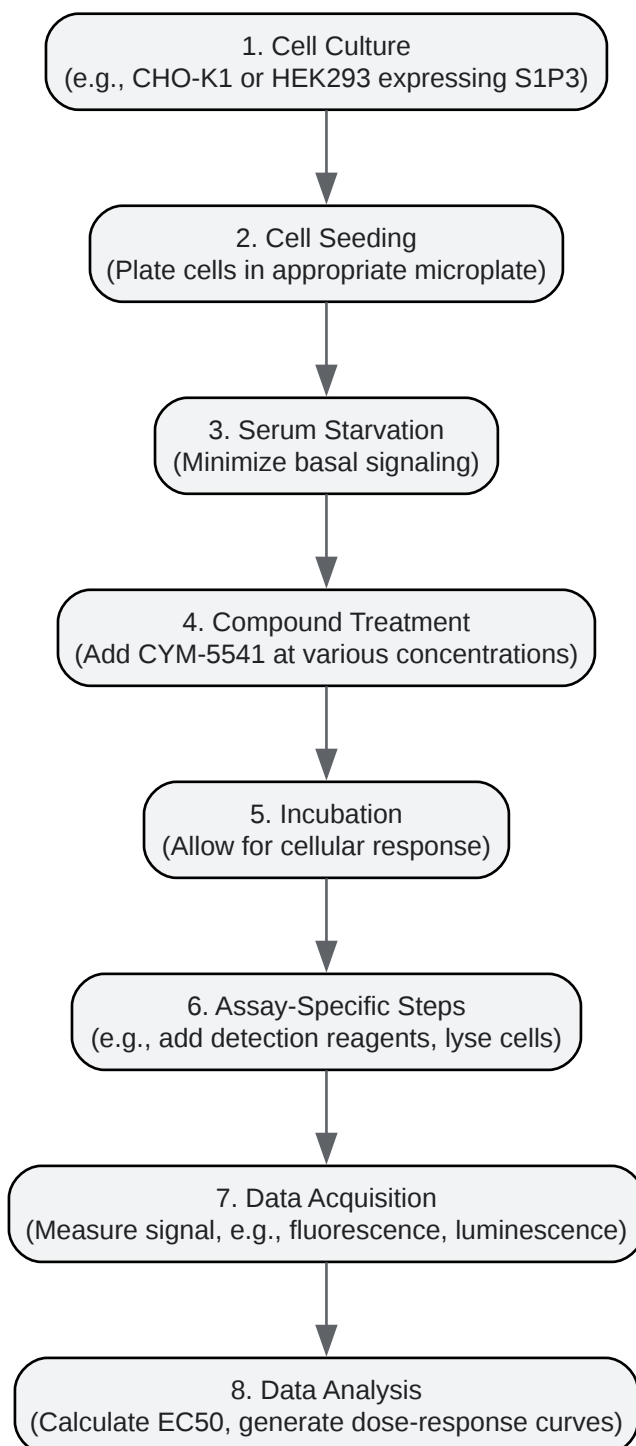 1. Cell Culture
(e.g., CHO-K1 or HEK293 expressing S1P3)
2. Cell Seeding
(Plate cells in appropriate microplate)
3. Serum Starvation
(Minimize basal signaling)
4. Compound Treatment
(Add CYM-5541 at various concentrations)
5. Incubation
(Allow for cellular response)
6. Assay-Specific Steps
(e.g., add detection reagents, lyse cells)
7. Data Acquisition
(Measure signal, e.g., fluorescence, luminescence)
8. Data Analysis
(Calculate EC50, generate dose-response curves)